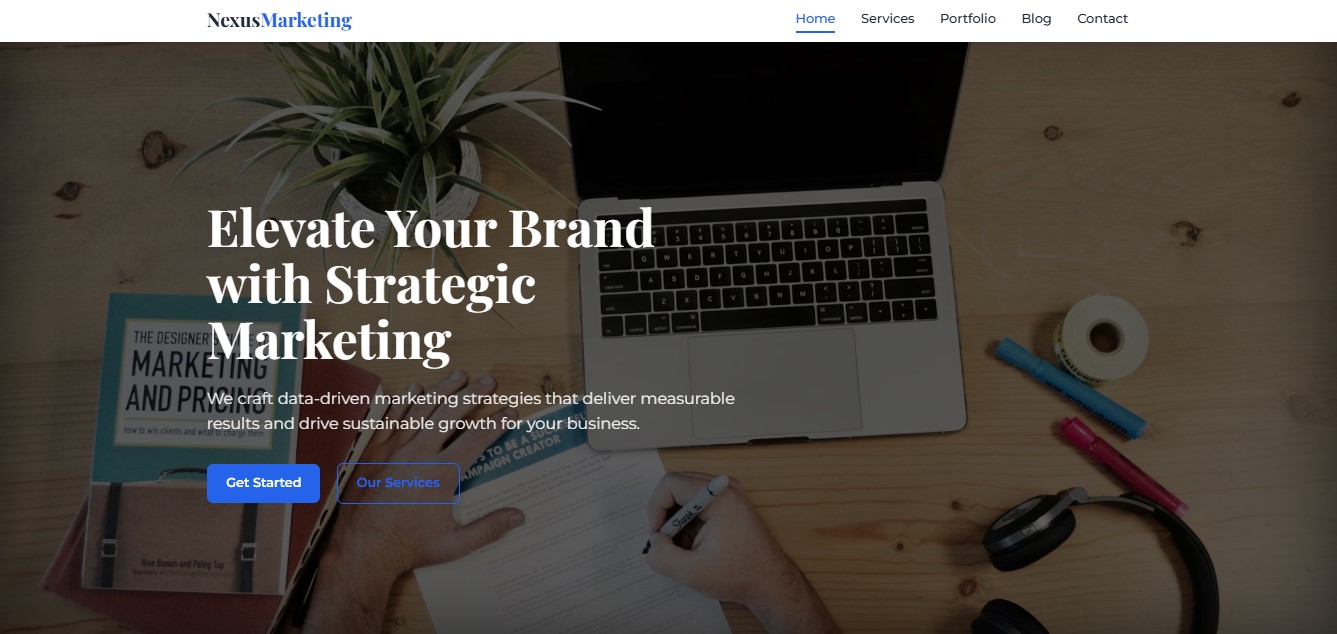 NexusMarketing
Home Services Portfolio Blog Contact
Elevate Your Brand
with Strategic
Marketing
We craft data-driven marketing strategies that deliver measurable
results and drive sustainable growth for your business.
Get Started
Our Services
THE DESIGNER'S
MARKETING
AND PRICING
how to win clients and what to charge them
Ilise Benun and Peleg Top
TO BE A SUCCESSFUL
CAMPAIGN CREATOR
Sharpie